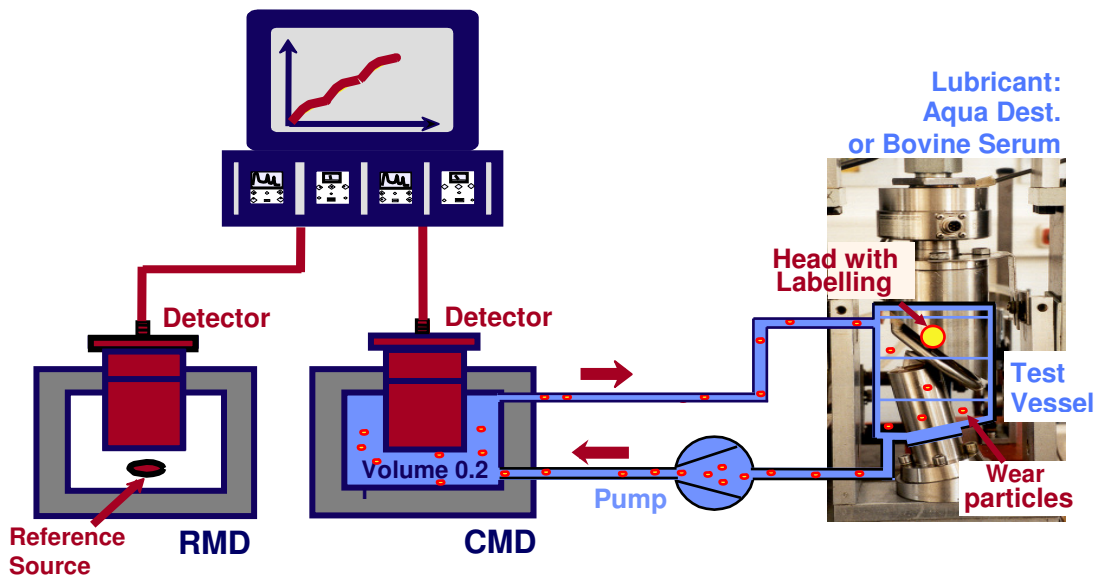 Lubricant:
Aqua Dest.
or Bovine Serum
Head with
Labelling
Detector
Detector
Test
Vessel
Volume 0.2
Pump
Wear
particles
Reference
Source
RMD
CMD